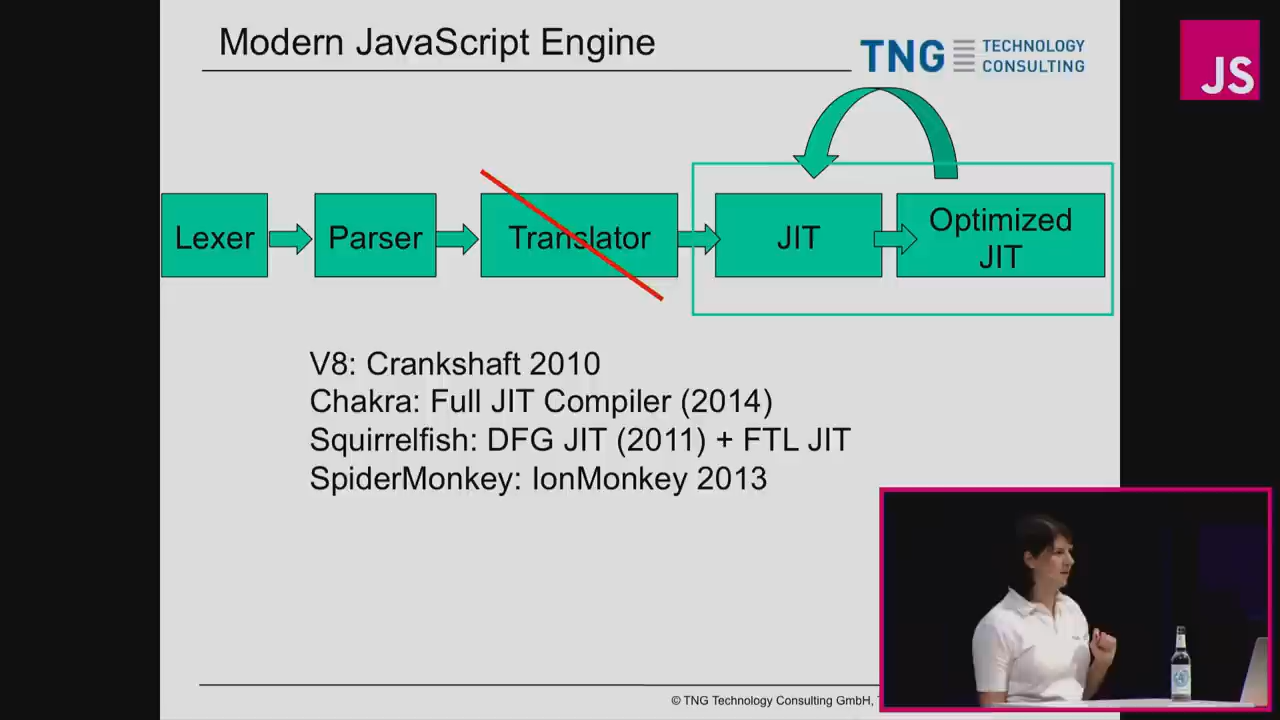 Modern JavaScript Engine
TNG TECHNOLOGY
CONSULTING
JS
Lexer
Parser
Translator
JIT
Optimized
JIT
V8: Crankshaft 2010
Chakra: Full JIT Compiler (2014)
Squirrelfish: DFG JIT (2011) + FTL JIT
SpiderMonkey: IonMonkey 2013
© TNG Technology Consulting GmbH,